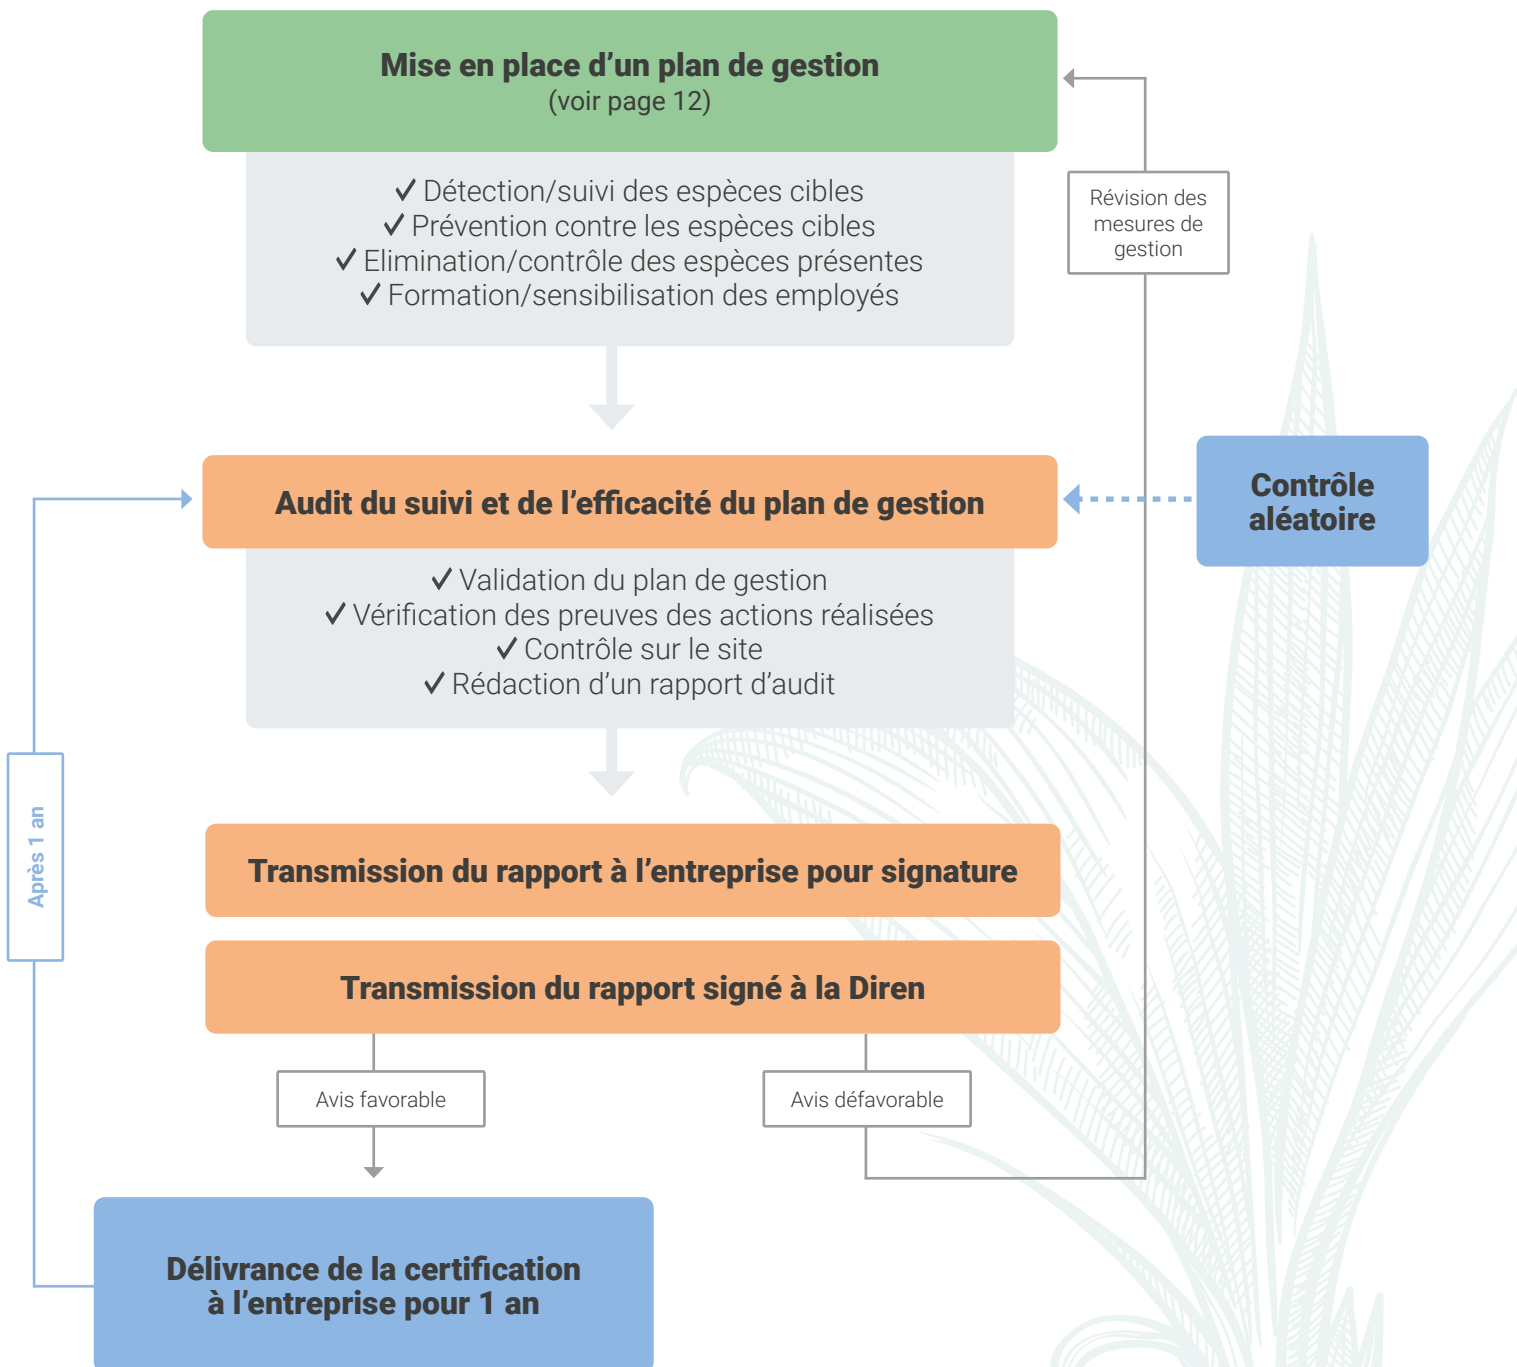 Mise en place d’un plan de gestion
(voir page 12)
✓ Détection/suivi des espèces cibles
✓ Prévention contre les espèces cibles
✓ Elimination/contrôle des espèces présentes
✓ Formation/sensibilisation des employés
Révision des
mesures de
gestion
Audit du suivi et de l’efficacité du plan de gestion
Contrôle
aléatoire
✓ Validation du plan de gestion
✓ Vérification des preuves des actions réalisées
✓ Contrôle sur le site
✓ Rédaction d’un rapport d’audit
Après 1 an
Transmission du rapport à l’entreprise pour signature
Transmission du rapport signé à la Diren
Avis favorable
Avis défavorable
Délivrance de la certification
à l’entreprise pour 1 an